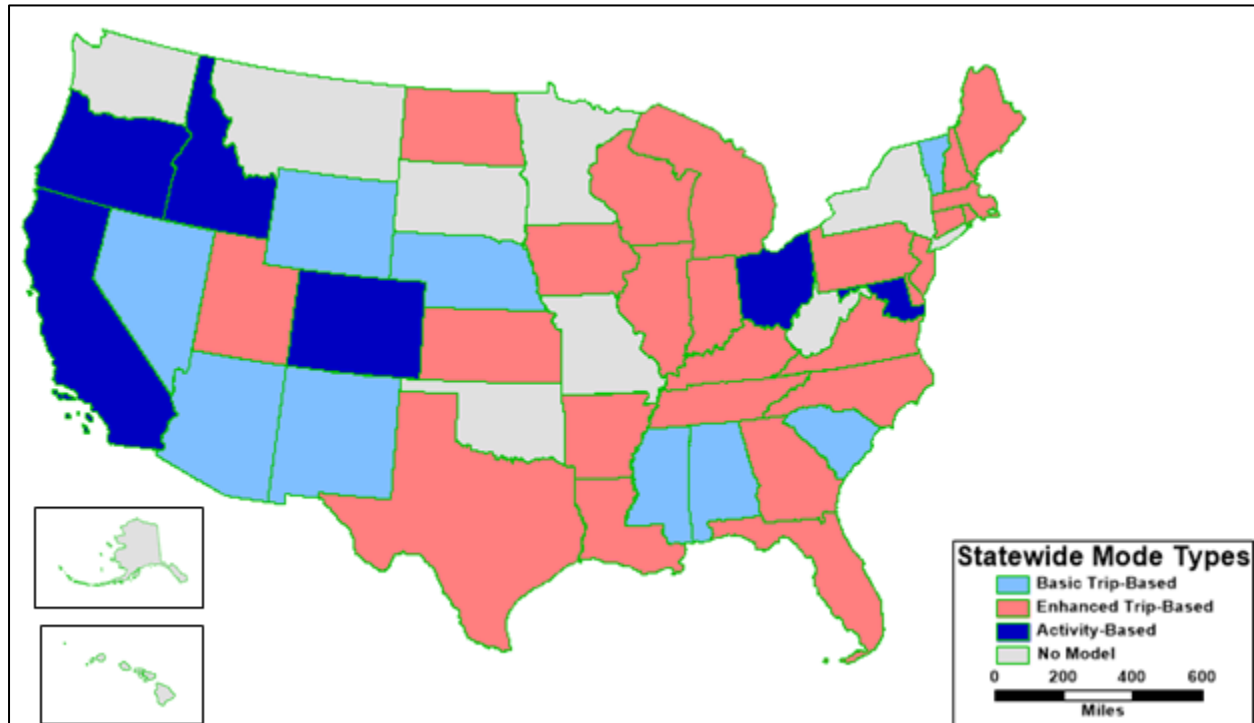 Statewide Mode Types
Basic Trip-Based
Enhanced Trip-Based
Activity-Based
No Model
0 200 400 600
Miles